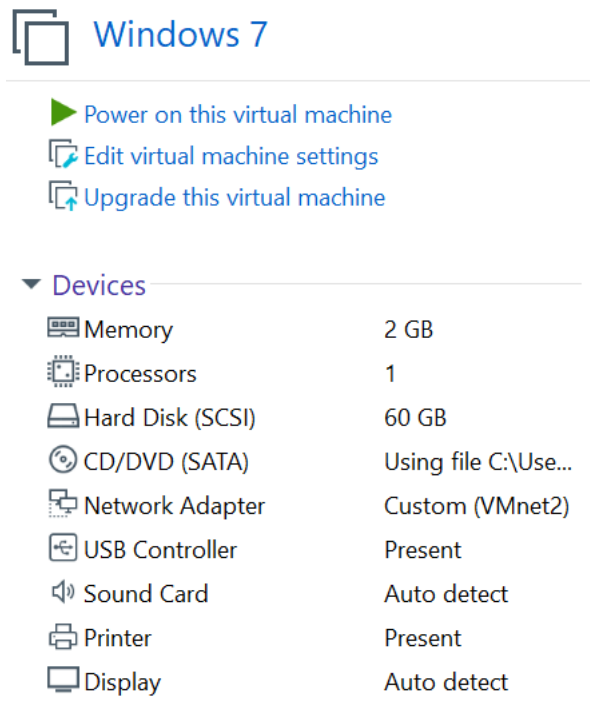 Windows 7
Power on this virtual machine
Edit virtual machine settings
Upgrade this virtual machine
Devices
Memory 2 GB
Processors 1
Hard Disk (SCSI) 60 GB
CD/DVD (SATA) Using file C:\Use...
Network Adapter Custom (VMnet2)
USB Controller Present
Sound Card Auto detect
Printer Present
Display Auto detect